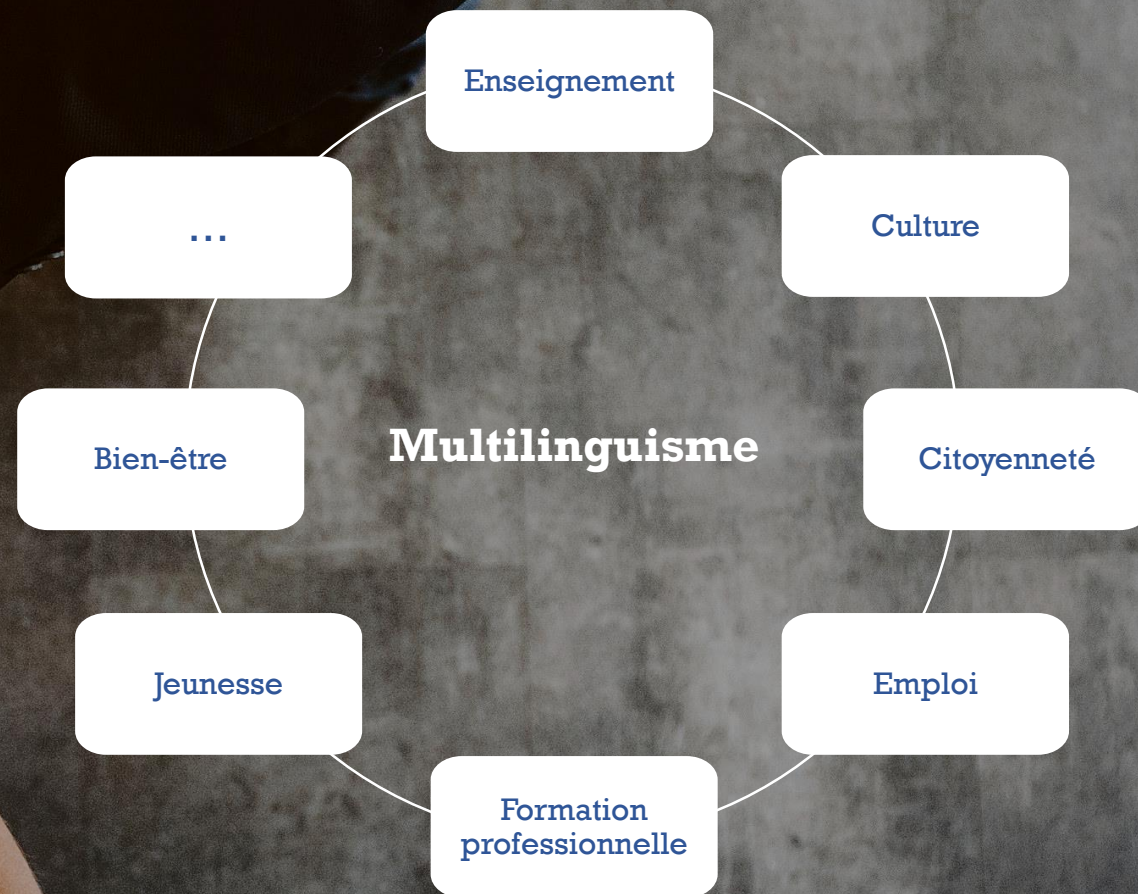 Enseignement
...
Culture
Bien-être
Multilinguisme
Citoyenneté
Jeunesse
Emploi
Formation
professionnelle